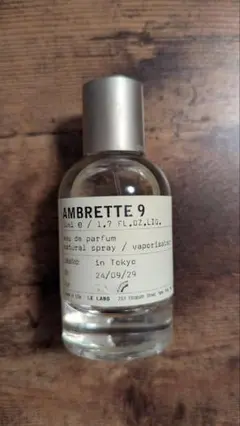 AMBRETTE 9
50ml e / 1.7 FL.OZ.LIQ.
eau de parfum
natural spray / vaporisateur
in Tokyo
24/09/29
LE LABO